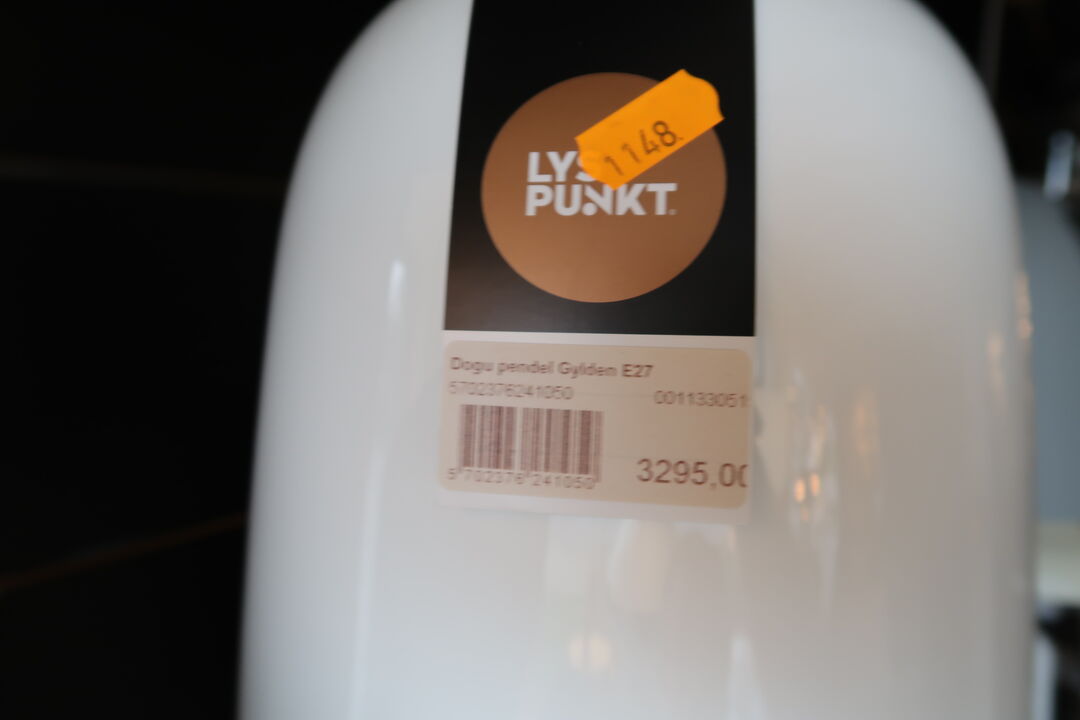 1148
LYS
PUNKT
Dogu pendel Gylden E27
5702376241050
001133051
3295,00
5 702376 241050